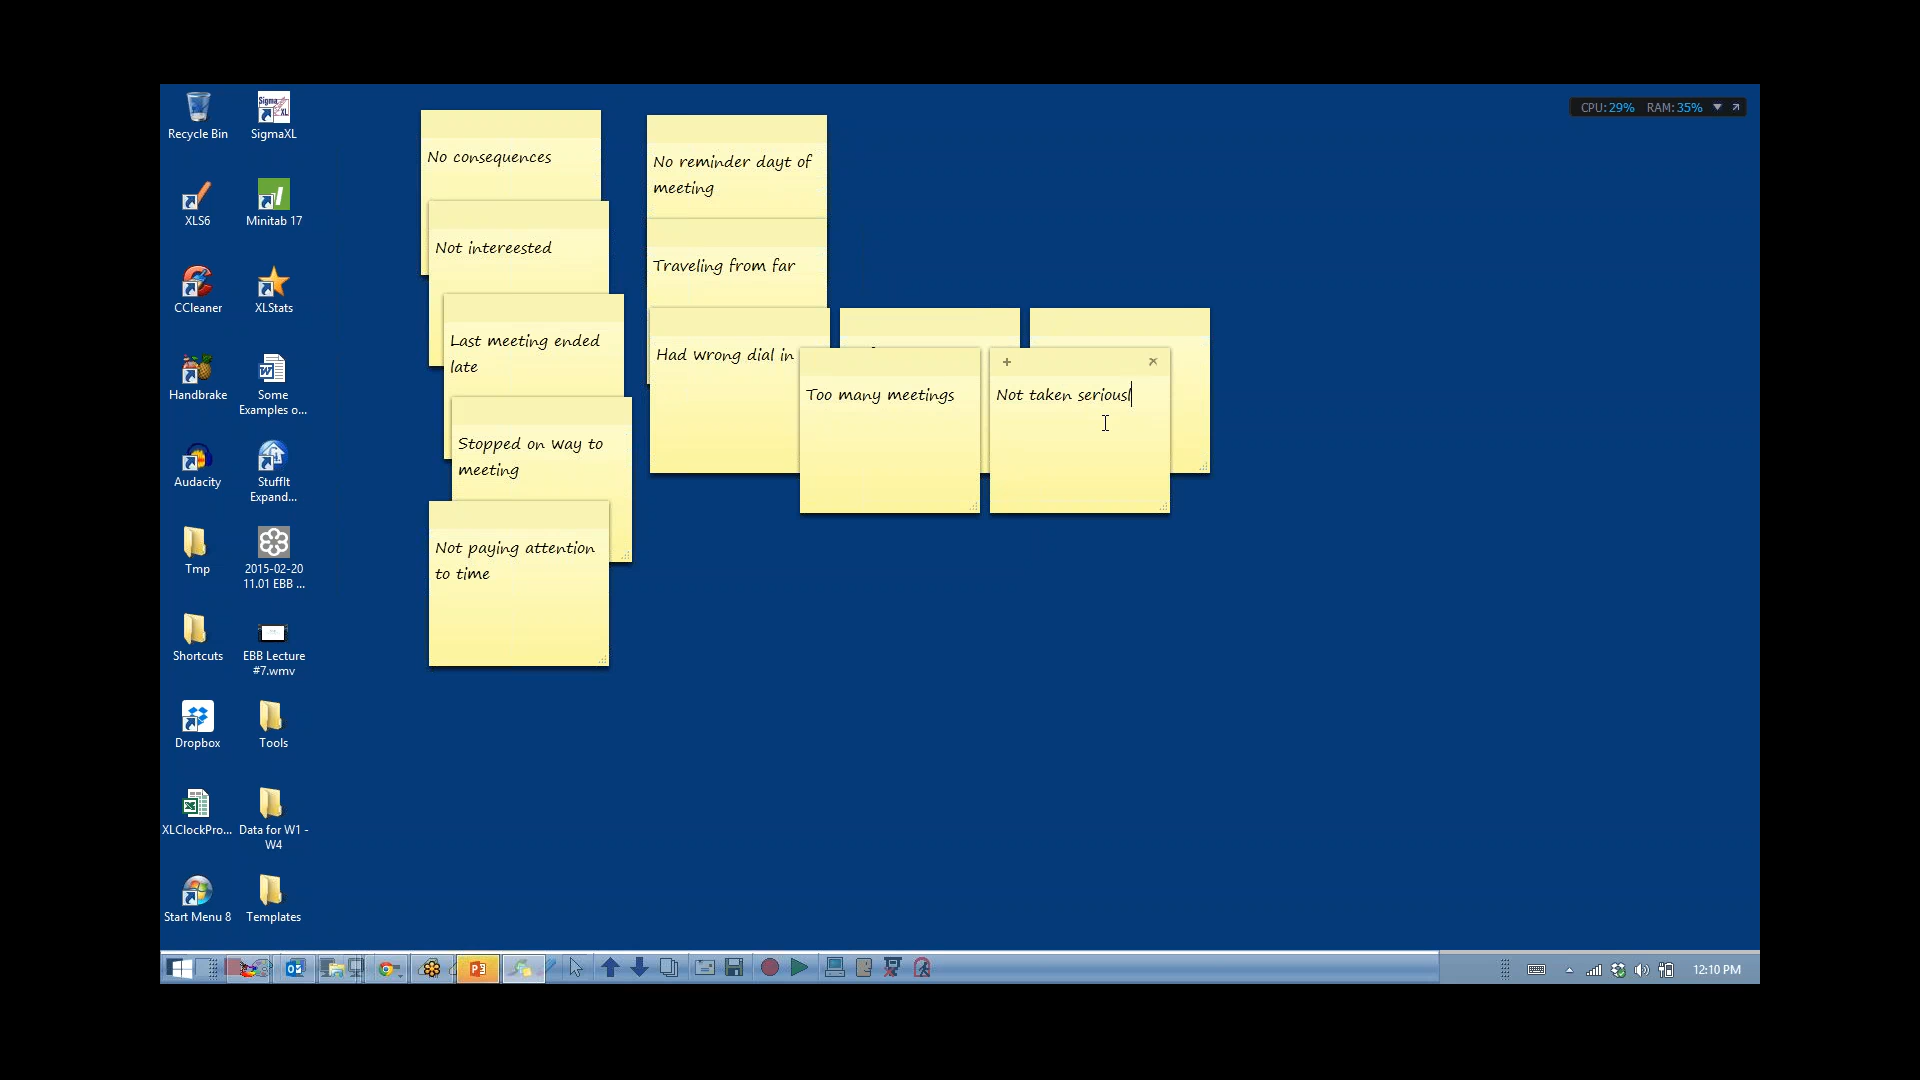 CPU: 29% RAM: 35%
Recycle Bin
SigmaXL
XLS6
Minitab 17
CCleaner
XLStats
Handbrake
Some
Examples o...
Audacity
StuffIt
Expand...
Tmp
2015-02-20
11.01 EBB ...
Shortcuts
EBB Lecture
#7.wmv
Dropbox
Tools
XLClockPro...
Data for W1 -
W4
Start Menu 8
Templates
No consequences
Not intereested
Last meeting ended
late
Stopped on way to
meeting
Not paying attention
to time
No reminder dayt of
meeting
Traveling from far
Had wrong dial in
Too many meetings
Not taken seriousl
12:10 PM